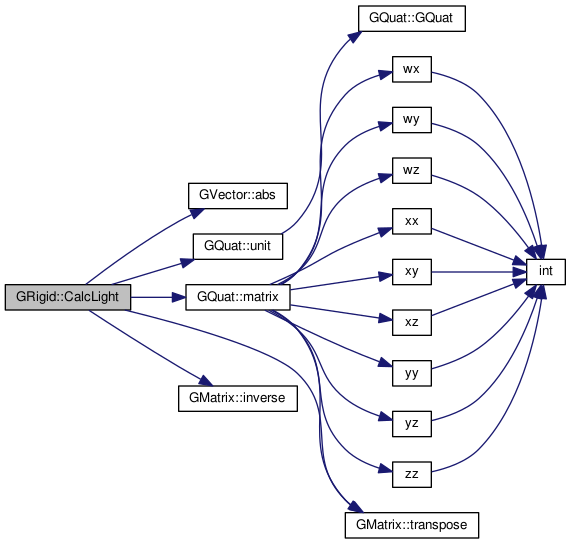 GQuat::GQuat
wx
wy
wz
GVector::abs
xx
GQuat::unit
xy
int
GRigid::CalcLight
GQuat::matrix
xz
yy
GMatrix::inverse
yz
zz
GMatrix::transpose